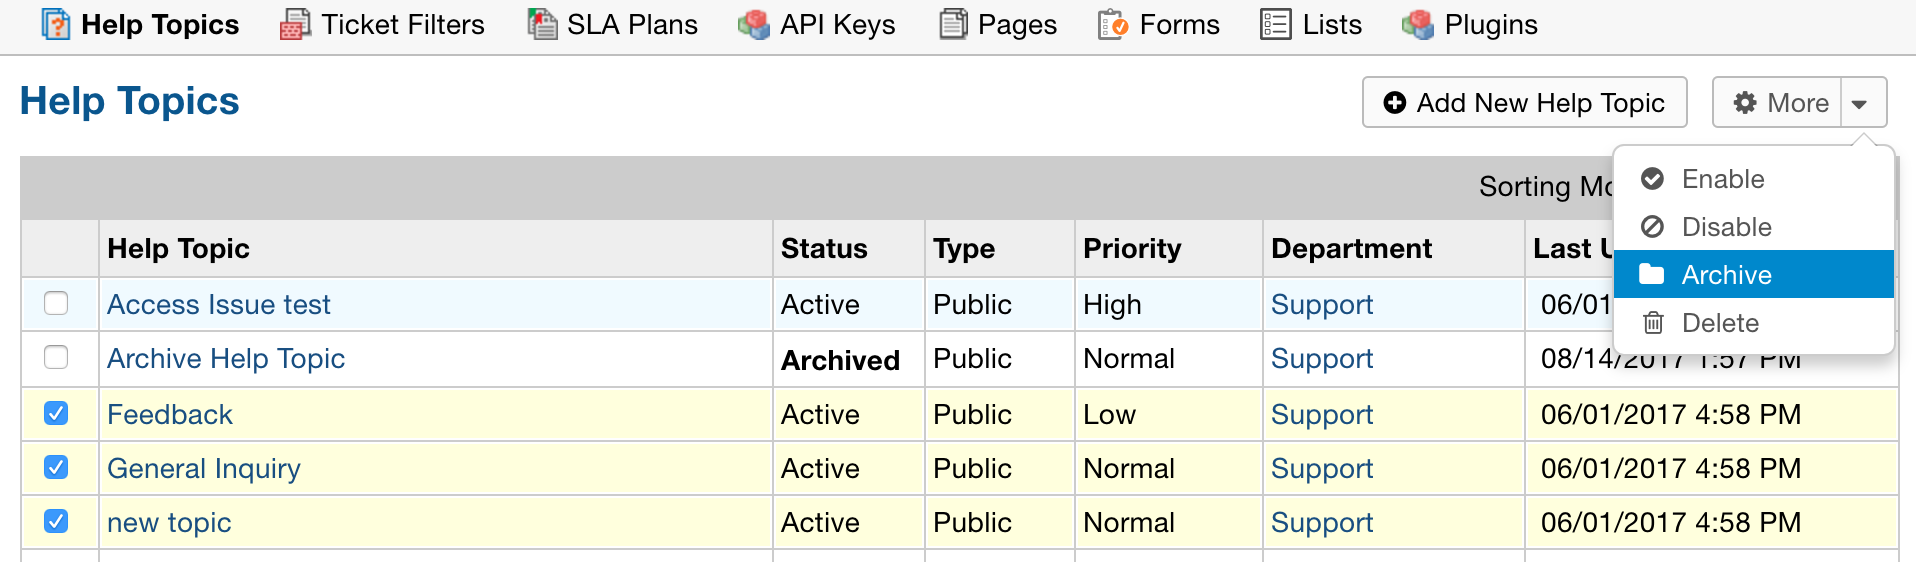 Help Topics Ticket Filters SLA Plans API Keys Pages Forms Lists Plugins
Help Topics Add New Help Topic More
Sorting
Enable
Disable
Archive
Delete
Help Topic Status Type Priority Department Last
Access Issue test Active Public High Support 06/01
Archive Help Topic Archived Public Normal Support 08/14/2017 1:57 PM
Feedback Active Public Low Support 06/01/2017 4:58 PM
General Inquiry Active Public Normal Support 06/01/2017 4:58 PM
new topic Active Public Normal Support 06/01/2017 4:58 PM